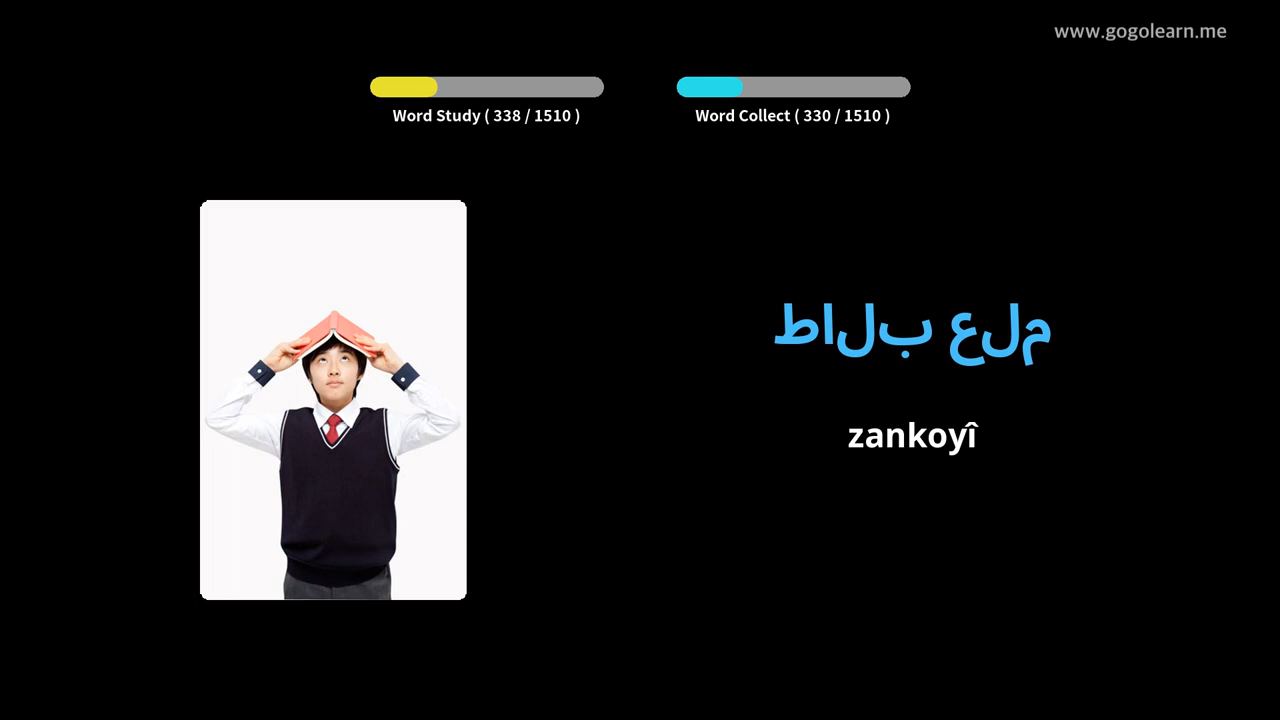 www.gogolearn.me
Word Study ( 338 / 1510 )
Word Collect ( 330 / 1510 )
طالب علم
zankoyî